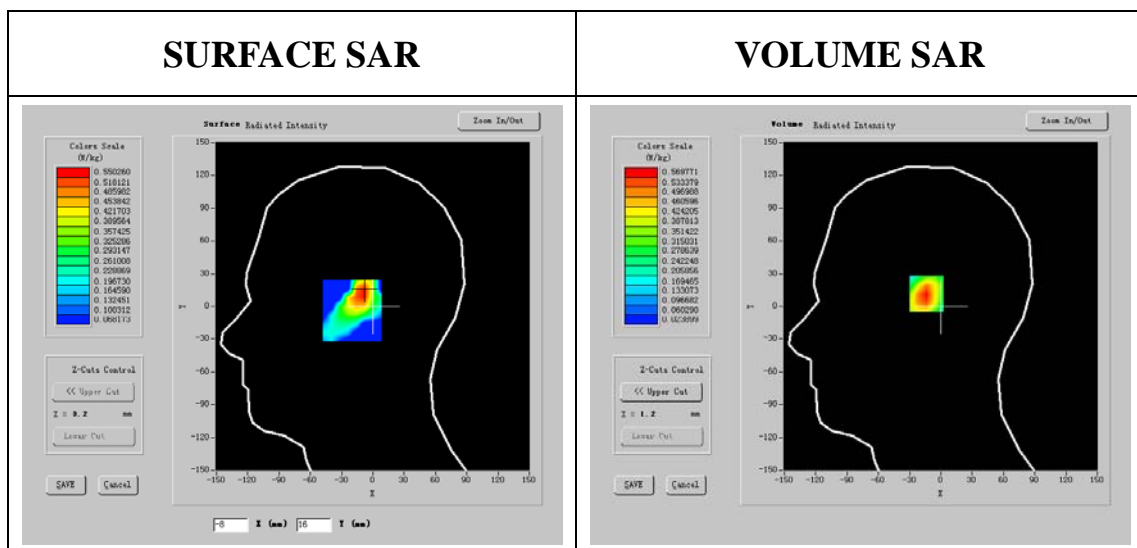 SURFACE SAR
Surface Radiated Intensity
Zoom In/Out
Colors Scale
(W/kg)
0.550260
0.518121
0.485982
0.453842
0.421703
0.389564
0.357425
0.325286
0.293147
0.261008
0.228869
0.196730
0.164590
0.132451
0.100312
0.068173
Z-Cuts Control
<< Upper Cut
Z = 0.2 mm
Lower Cut
SAVE Cancel
150
120
90
60
30
0
-30
-60
-90
-120
-150
Y
-150 -120 -90 -60 -30 0 30 60 90 120 150
X
-8 X (mm) 16 Y (mm)
VOLUME SAR
Volume Radiated Intensity
Zoom In/Out
Colors Scale
(W/kg)
0.569771
0.533379
0.496988
0.460596
0.424205
0.387813
0.351422
0.315031
0.278639
0.242248
0.205856
0.169465
0.133073
0.096682
0.060290
0.023899
Z-Cuts Control
<< Upper Cut
Z = 1.2 mm
Lower Cut
SAVE Cancel
150
120
90
60
30
0
-30
-60
-90
-120
-150
Y
-150 -120 -90 -60 -30 0 30 60 90 120 150
X